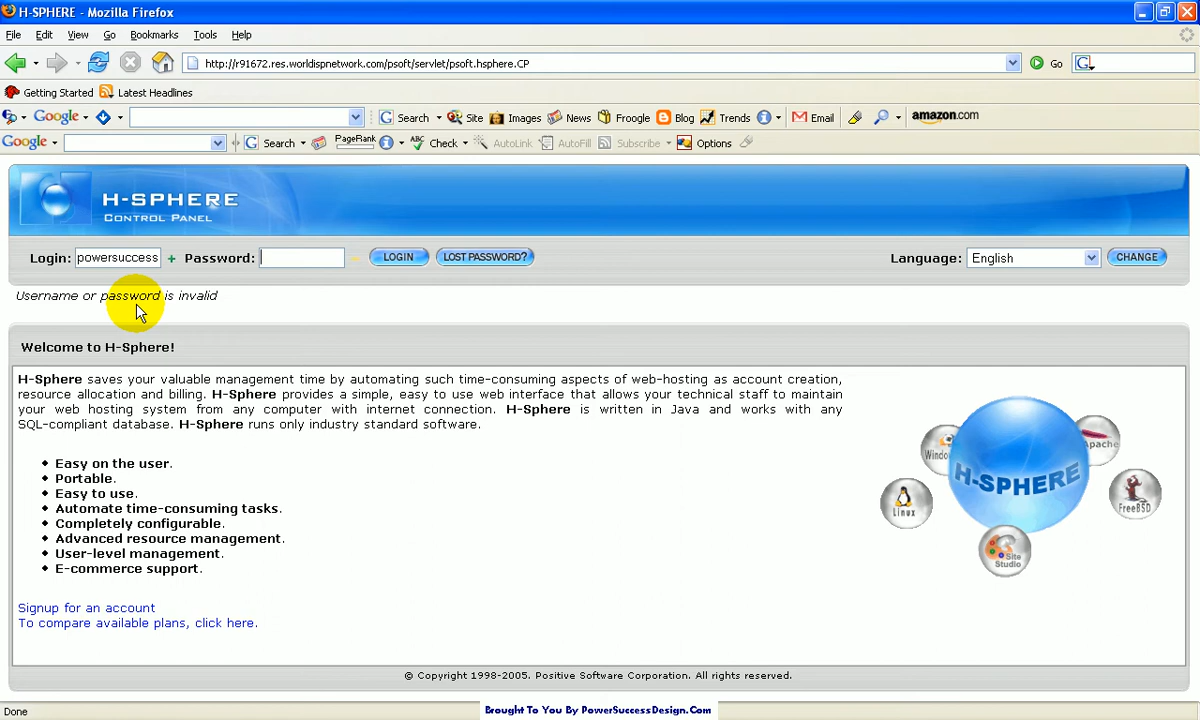 H-SPHERE - Mozilla Firefox
File Edit View Go Bookmarks Tools Help
http://r91672.res.worldispnetwork.com/psoft/servlet/psoft.hsphere.CP Go
Getting Started Latest Headlines
Google Search Site Images News Froogle Blog Trends Email amazon.com
Google Search PageRank Check AutoLink AutoFill Subscribe Options
H-SPHERE
CONTROL PANEL
Login: powersuccess Password: LOGIN LOST PASSWORD? Language: English CHANGE
Username or password is invalid
Welcome to H-Sphere!
H-Sphere saves your valuable management time by automating such time-consuming aspects of web-hosting as account creation,
resource allocation and billing. H-Sphere provides a simple, easy to use web interface that allows your technical staff to maintain
your web hosting system from any computer with internet connection. H-Sphere is written in Java and works with any
SQL-compliant database. H-Sphere runs only industry standard software.
Easy on the user.
Portable.
Easy to use.
Automate time-consuming tasks.
Completely configurable.
Advanced resource management.
User-level management.
E-commerce support.
Apache
H-SPHERE
Linux
FreeBSD
Site
Studio
Signup for an account
To compare available plans, click here.
© Copyright 1998-2005. Positive Software Corporation. All rights reserved.
Done
Brought To You By PowerSuccessDesign.Com